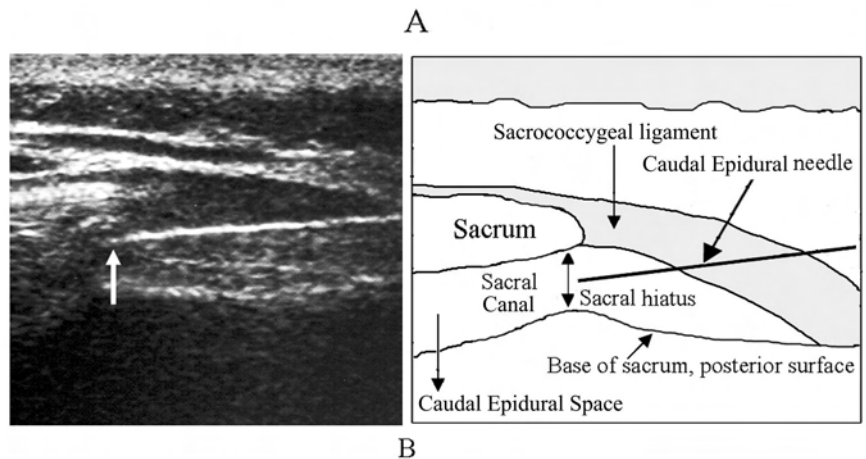 A
Sacrococcygeal ligament
Caudal Epidural needle
Sacrum
Sacral
Canal
Sacral hiatus
Base of sacrum, posterior surface
Caudal Epidural Space
B